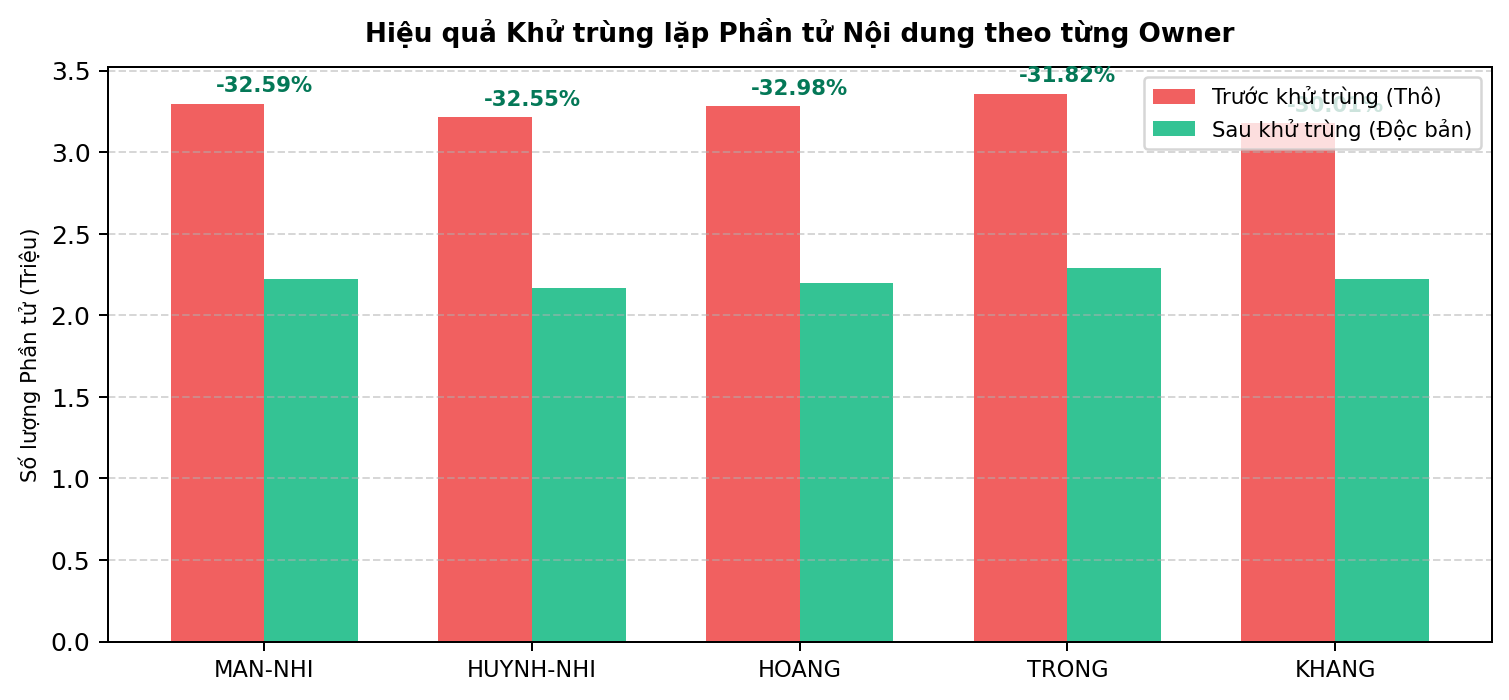 Hiệu quả Khử trùng lặp Phần tử Nội dung theo từng Owner
Số lượng Phần tử (Triệu)
3.5
3.0
2.5
2.0
1.5
1.0
0.5
0.0
-32.59%
-32.55%
-32.98%
-31.82%
-30.01%
Trước khử trùng (Thô)
Sau khử trùng (Độc bản)
MAN-NHI
HUYNH-NHI
HOANG
TRONG
KHANG